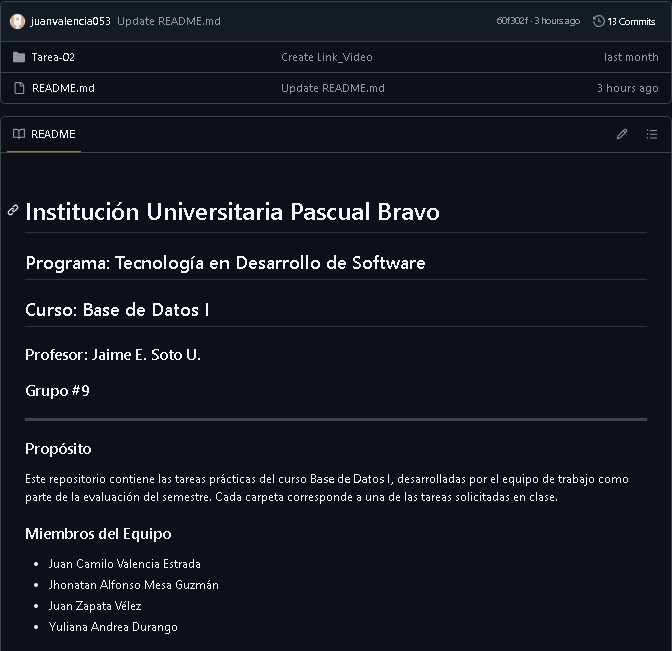 juanvalencia053 Update README.md 60f302f · 3 hours ago 13 Commits
Tarea-02 Create Link_Video last month
README.md Update README.md 3 hours ago
README
Institución Universitaria Pascual Bravo
Programa: Tecnología en Desarrollo de Software
Curso: Base de Datos I
Profesor: Jaime E. Soto U.
Grupo #9
Propósito
Este repositorio contiene las tareas prácticas del curso Base de Datos I, desarrolladas por el equipo de trabajo como
parte de la evaluación del semestre. Cada carpeta corresponde a una de las tareas solicitadas en clase.
Miembros del Equipo
• Juan Camilo Valencia Estrada
• Jhonatan Alfonso Mesa Guzmán
• Juan Zapata Vélez
• Yuliana Andrea Durango